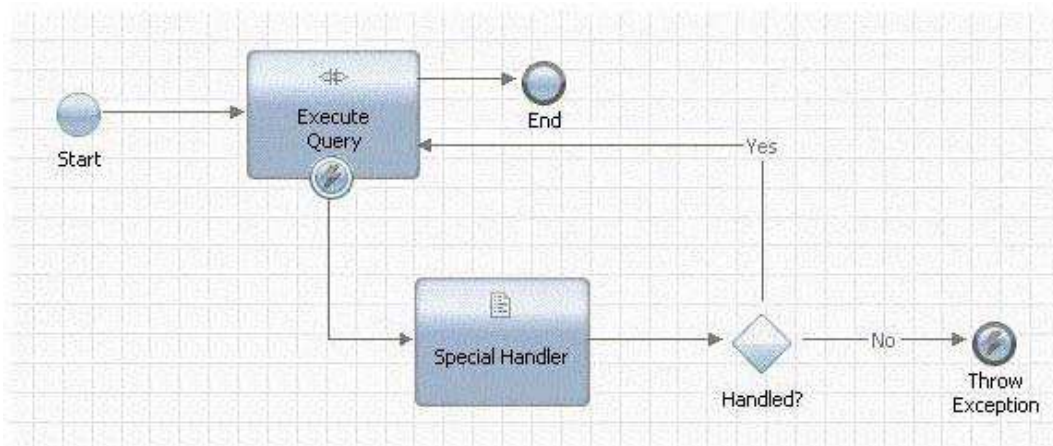 Start
Execute
Query
End
Yes
Special Handler
Handled?
No
Throw
Exception